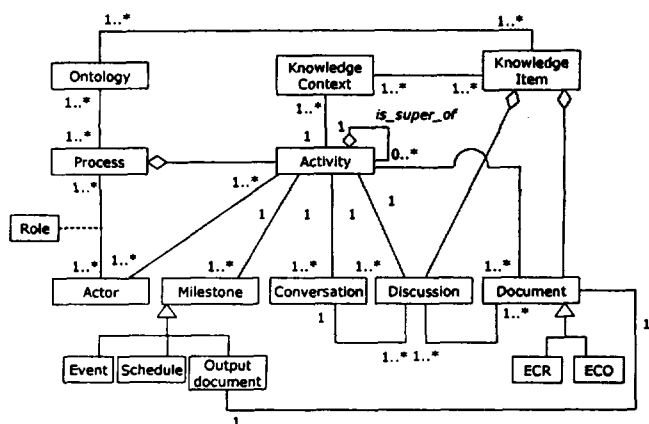 1..*
1..*
Ontology
Knowledge
Context
Knowledge
Item
1..*
1..*
1..*
1..*
is_super_of
1..*
1
1
Process
Activity
0..*
1..*
1..*
Role
1
1
1
1
1..*
1..*
1..*
1..*
1..*
1..*
Actor
Milestone
Conversation
Discussion
Document
1
1..*
1
1..*
1..*
Event
Schedule
Output
document
ECR
ECO
1